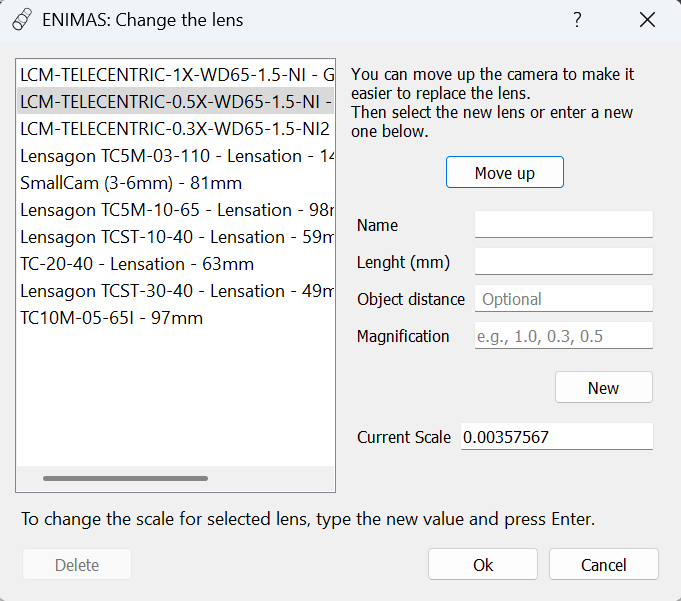 ENIMAS: Change the lens
?
LCM-TELECENTRIC-1X-WD65-1.5-NI - G
LCM-TELECENTRIC-0.5X-WD65-1.5-NI -
LCM-TELECENTRIC-0.3X-WD65-1.5-NI2
Lensagon TC5M-03-110 - Lensation - 14
SmallCam (3-6mm) - 81mm
Lensagon TC5M-10-65 - Lensation - 98m
Lensagon TCST-10-40 - Lensation - 59m
TC-20-40 - Lensation - 63mm
Lensagon TCST-30-40 - Lensation - 49m
TC10M-05-65I - 97mm
You can move up the camera to make it
easier to replace the lens.
Then select the new lens or enter a new
one below.
Move up
Name
Lenght (mm)
Object distance Optional
Magnification e.g., 1.0, 0.3, 0.5
New
Current Scale 0.00357567
To change the scale for selected lens, type the new value and press Enter.
Delete Ok Cancel